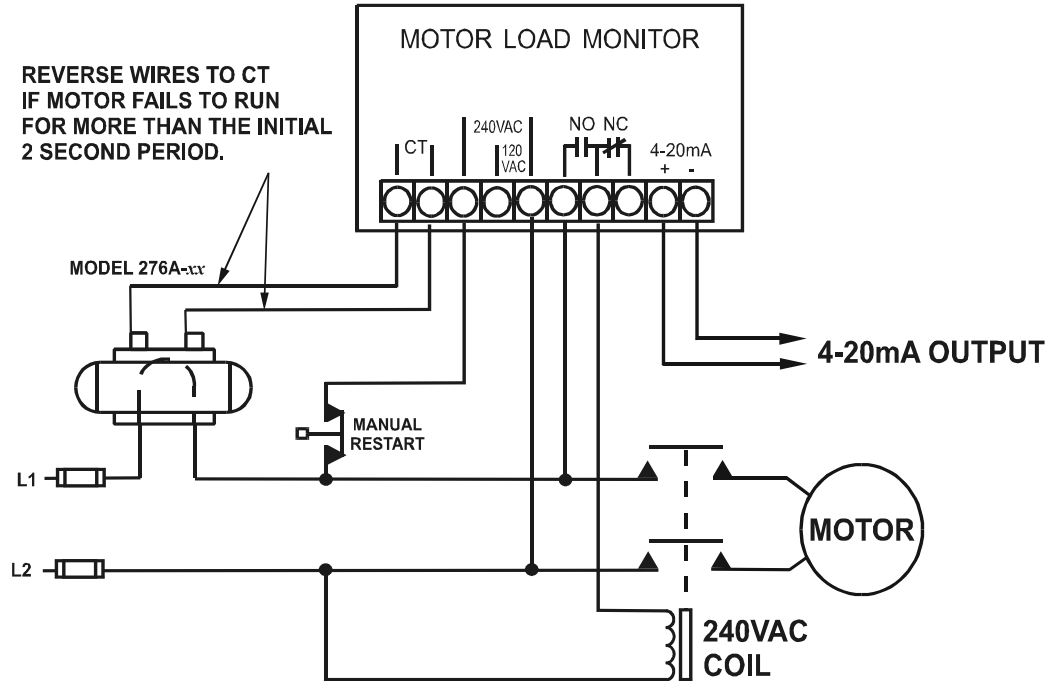 MOTOR LOAD MONITOR
REVERSE WIRES TO CT
IF MOTOR FAILS TO RUN
FOR MORE THAN THE INITIAL
2 SECOND PERIOD.
CT
240VAC
120
VAC
NO NC
4-20mA
+ -
MODEL 276A-xx
4-20mA OUTPUT
MANUAL
RESTART
L1
MOTOR
L2
240VAC
COIL